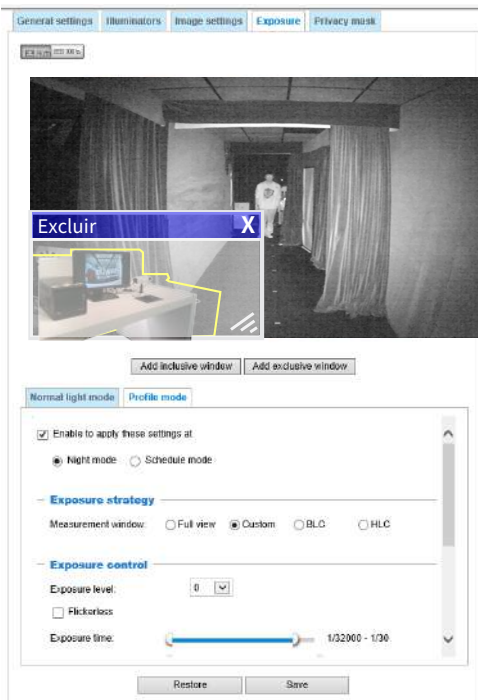 General settings Illuminators Image settings Exposure Privacy mask
Excluir X
Add inclusive window Add exclusive window
Normal light mode Profile mode
Enable to apply these settings at
Night mode Schedule mode
Exposure strategy
Measurement window: Full view Custom BLC HLC
Exposure control
Exposure level: 0
Flickerless
Exposure time: 1/32000 - 1/30
Restore Save